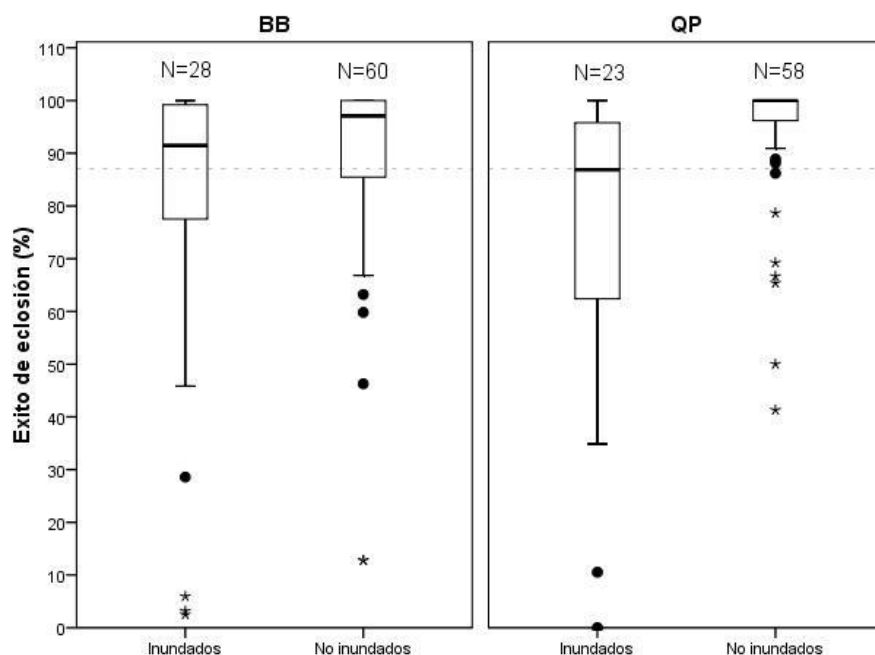 BB
QP
N=28
N=60
N=23
N=58
Exito de eclosión (%)
110
100
90
80
70
60
50
40
30
20
10
0
Inundados
No inundados
Inundados
No inundados